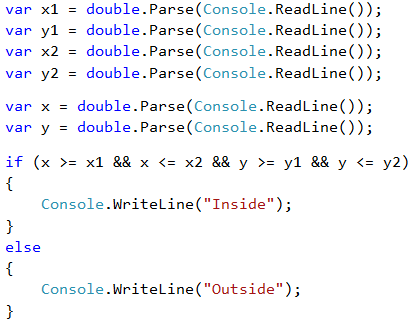 var x1 = double.Parse(Console.ReadLine());
var y1 = double.Parse(Console.ReadLine());
var x2 = double.Parse(Console.ReadLine());
var y2 = double.Parse(Console.ReadLine());
var x = double.Parse(Console.ReadLine());
var y = double.Parse(Console.ReadLine());
if (x >= x1 && x <= x2 && y >= y1 && y <= y2)
{
    Console.WriteLine("Inside");
}
else
{
    Console.WriteLine("Outside");
}